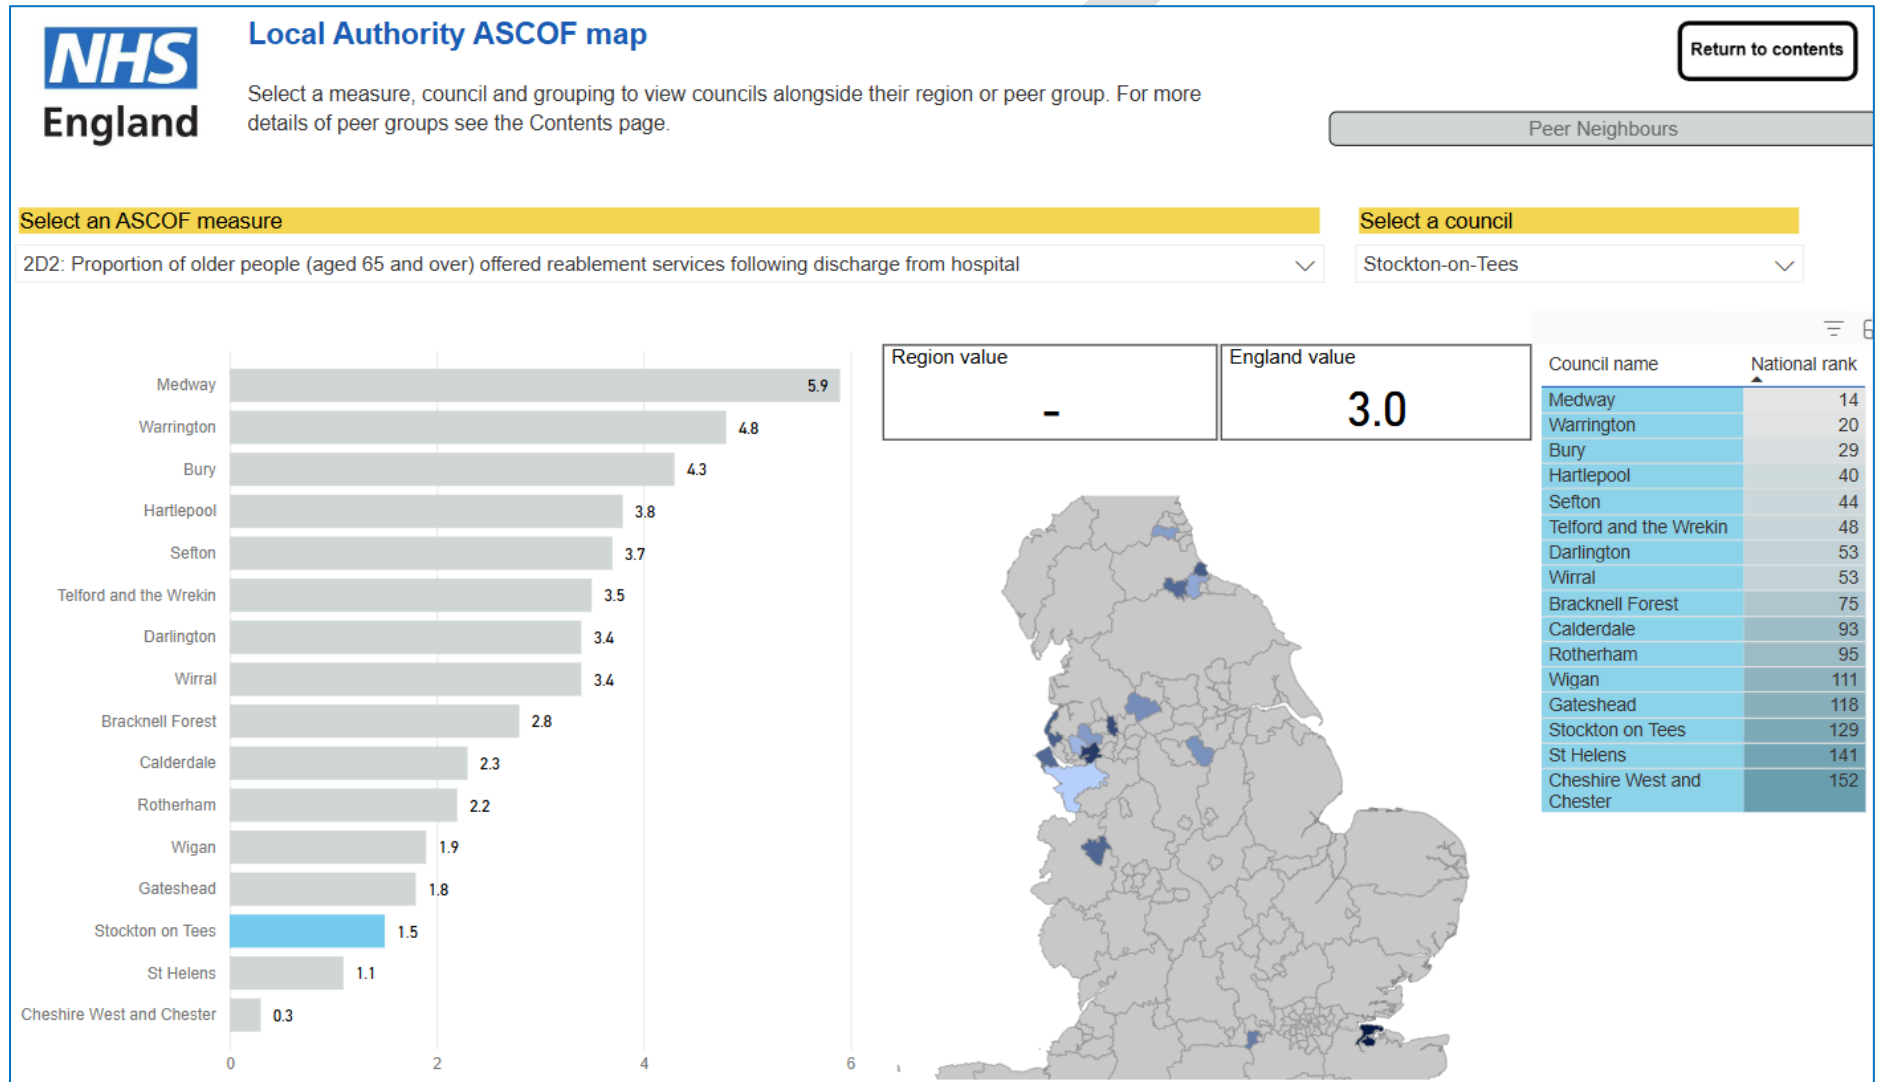 NHS
England
Local Authority ASCOF map
Select a measure, council and grouping to view councils alongside their region or peer group. For more
details of peer groups see the Contents page.
Return to contents
Peer Neighbours
Select an ASCOF measure
2D2: Proportion of older people (aged 65 and over) offered reablement services following discharge from hospital
Select a council
Stockton-on-Tees
Medway 5.9
Warrington 4.8
Bury 4.3
Hartlepool 3.8
Sefton 3.7
Telford and the Wrekin 3.5
Darlington 3.4
Wirral 3.4
Bracknell Forest 2.8
Calderdale 2.3
Rotherham 2.2
Wigan 1.9
Gateshead 1.8
Stockton on Tees 1.5
St Helens 1.1
Cheshire West and Chester 0.3
0 2 4 6
Region value
-
England value
3.0
Council name National rank
Medway 14
Warrington 20
Bury 29
Hartlepool 40
Sefton 44
Telford and the Wrekin 48
Darlington 53
Wirral 53
Bracknell Forest 75
Calderdale 93
Rotherham 95
Wigan 111
Gateshead 118
Stockton on Tees 129
St Helens 141
Cheshire West and 152
Chester